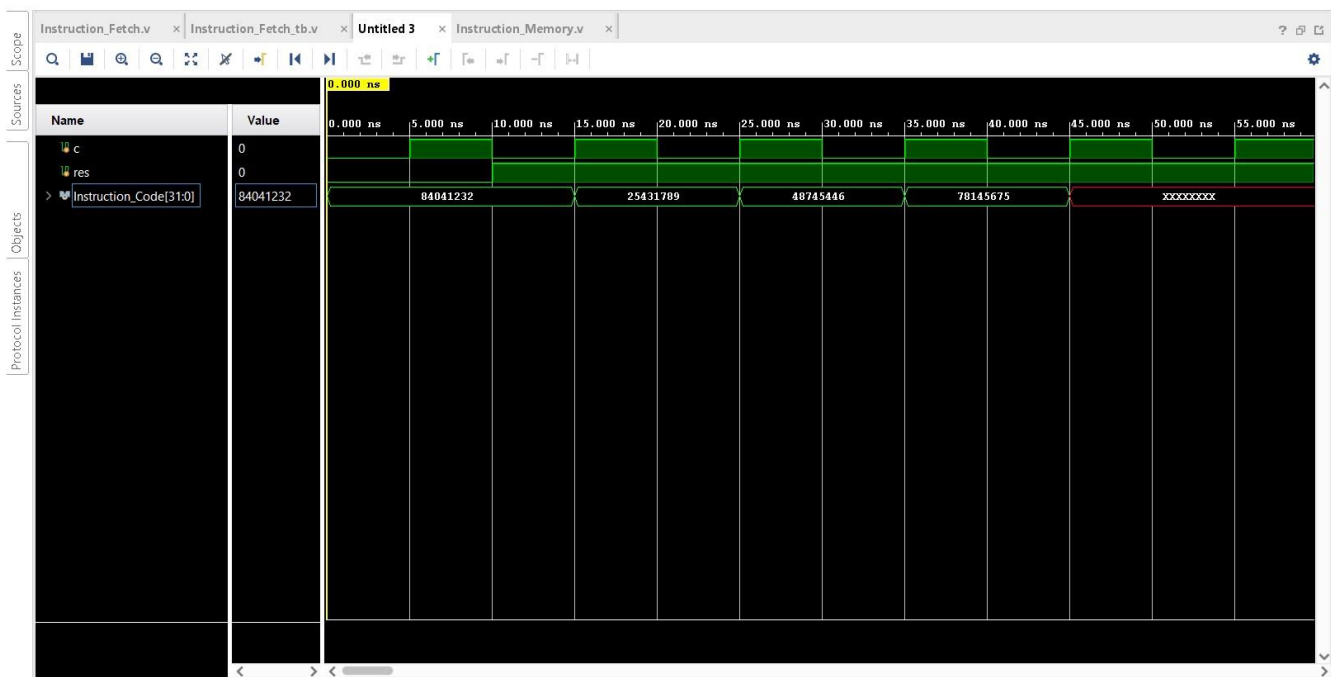 Instruction_Fetch.v × Instruction_Fetch_tb.v × Untitled 3 × Instruction_Memory.v × ?
Scope
Sources
Objects
Protocol Instances
0.000 ns
Name Value 0.000 ns 5.000 ns 10.000 ns 15.000 ns 20.000 ns 25.000 ns 30.000 ns 35.000 ns 40.000 ns 45.000 ns 50.000 ns 55.000 ns
c 0
res 0
Instruction_Code[31:0] 84041232 84041232 25431789 48745446 78145675 XXXXXXXX